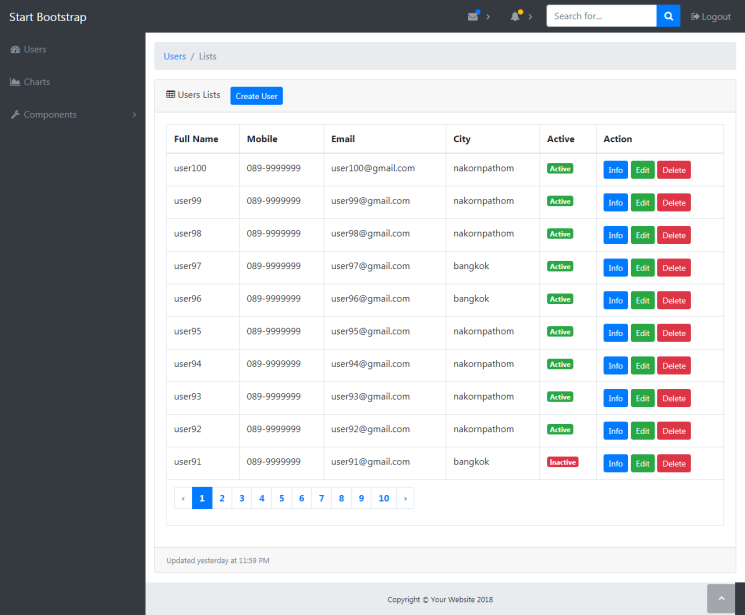 Start Bootstrap
Search for...
Logout
Users
Charts
Components
Users / Lists
Users Lists Create User
Full Name Mobile Email City Active Action
user100 089-9999999 user100@gmail.com nakornpathom Active Info Edit Delete
user99 089-9999999 user99@gmail.com nakornpathom Active Info Edit Delete
user98 089-9999999 user98@gmail.com nakornpathom Active Info Edit Delete
user97 089-9999999 user97@gmail.com bangkok Active Info Edit Delete
user96 089-9999999 user96@gmail.com bangkok Active Info Edit Delete
user95 089-9999999 user95@gmail.com nakornpathom Active Info Edit Delete
user94 089-9999999 user94@gmail.com nakornpathom Active Info Edit Delete
user93 089-9999999 user93@gmail.com nakornpathom Active Info Edit Delete
user92 089-9999999 user92@gmail.com nakornpathom Active Info Edit Delete
user91 089-9999999 user91@gmail.com bangkok Inactive Info Edit Delete
‹ 1 2 3 4 5 6 7 8 9 10 ›
Updated yesterday at 11:59 PM
Copyright © Your Website 2018